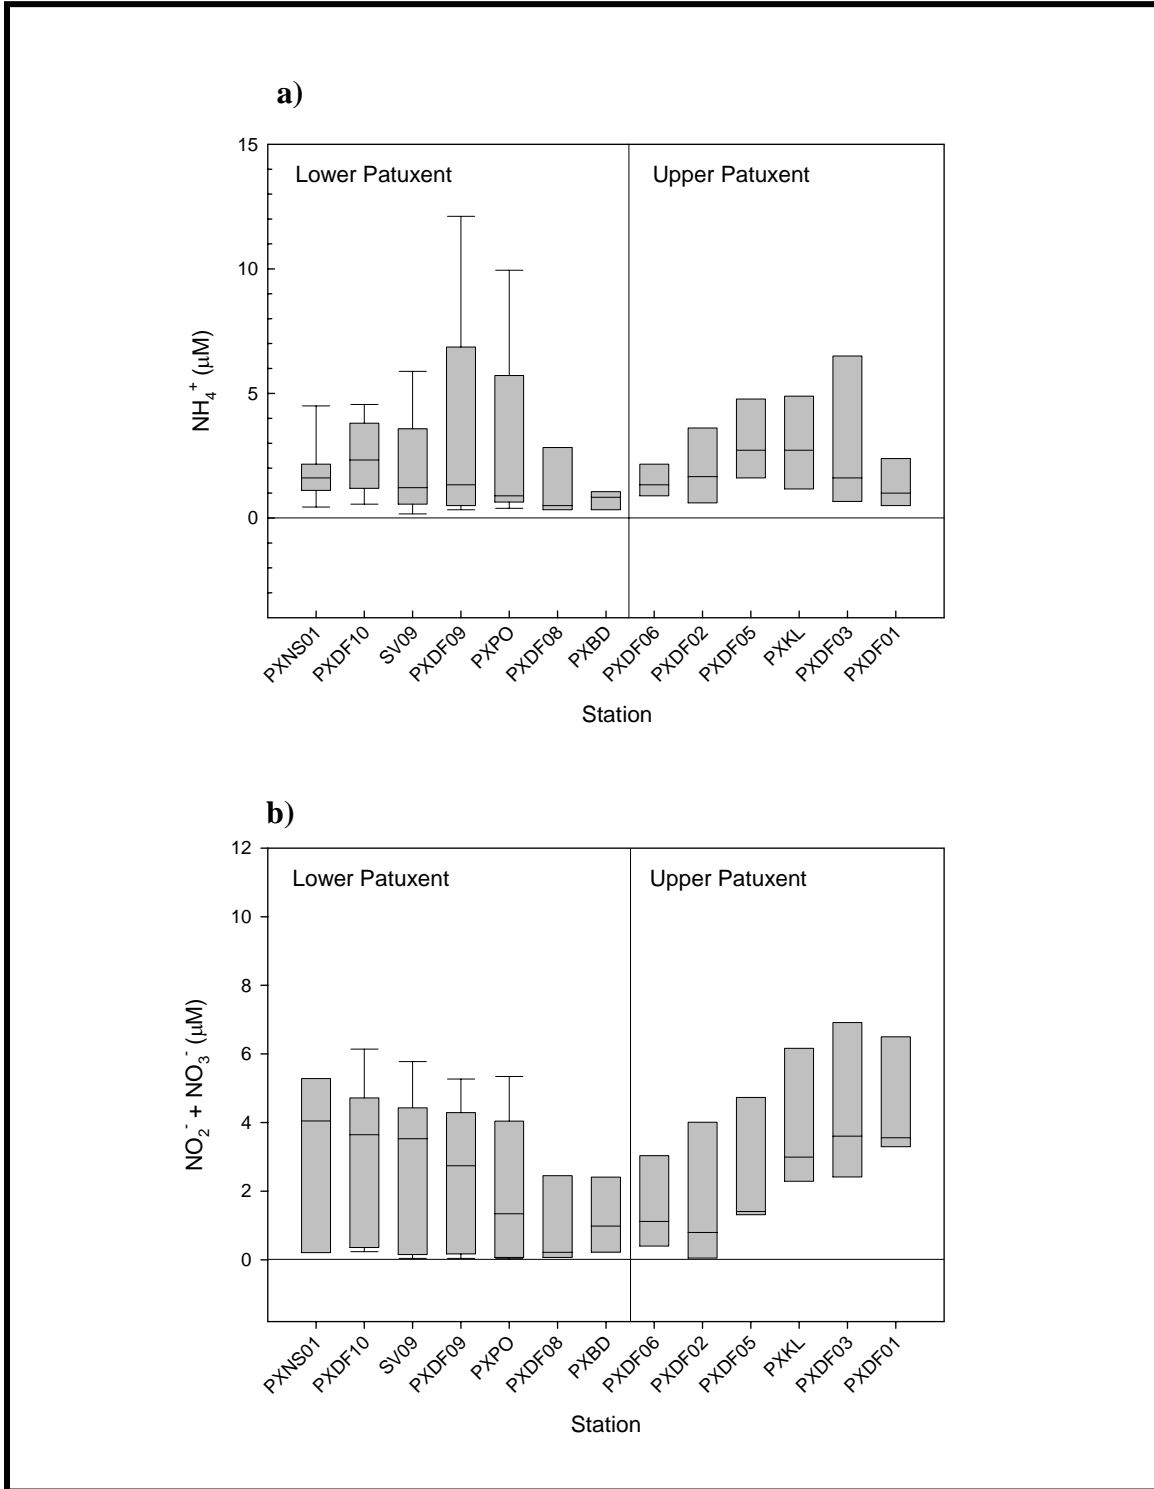 a)
15
10
5
0
NH₄⁺ (μM)
Lower Patuxent
Upper Patuxent
PXNS01
PXDF10
SV09
PXDF09
PXPO
PXDF08
PXBD
PXDF06
PXDF02
PXDF05
PXKL
PXDF03
PXDF01
Station
b)
12
10
8
6
4
2
0
NO₂⁻ + NO₃⁻ (μM)
Lower Patuxent
Upper Patuxent
PXNS01
PXDF10
SV09
PXDF09
PXPO
PXDF08
PXBD
PXDF06
PXDF02
PXDF05
PXKL
PXDF03
PXDF01
Station